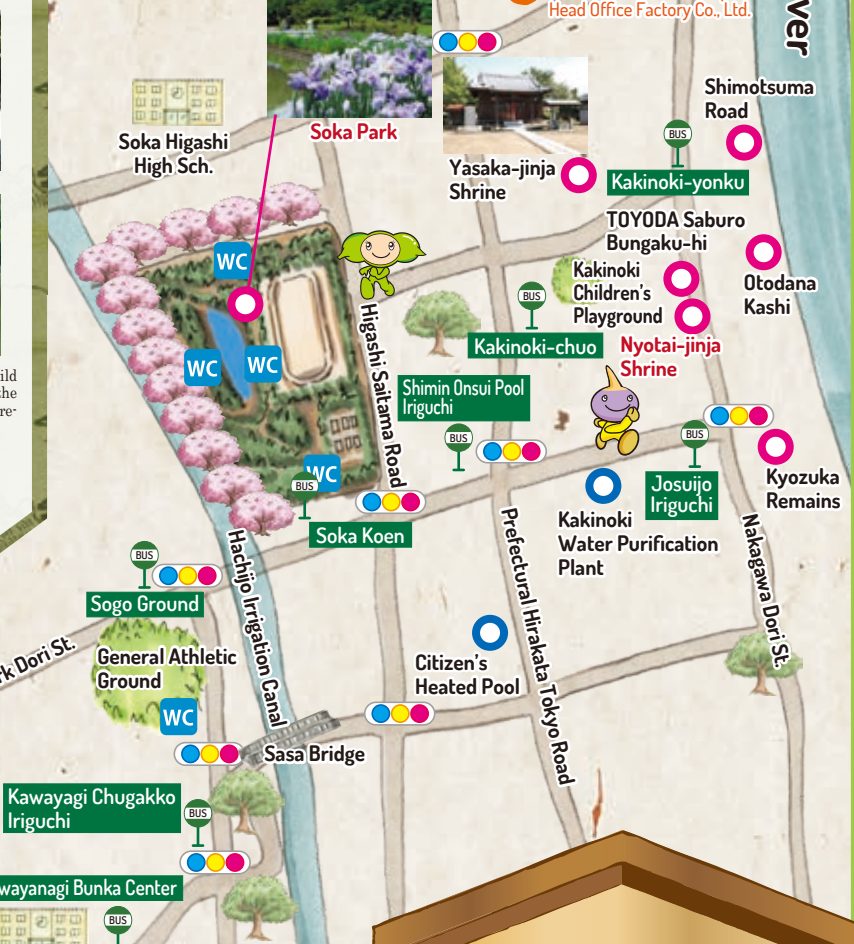 Head Office Factory Co., Ltd.
ver
ild
the
re-
Soka Higashi
High Sch.
Soka Park
Yasaka-jinja
Shrine
Shimotsuma
Road
BUS
Kakinoki-yonku
TOYODA Saburo
Bungaku-hi
WC
Kakinoki
Children's
Playground
Otodana
Kashi
BUS
Kakinoki-chuo
Nyotai-jinja
Shrine
Higashi Saitama Road
WC
WC
Shimin Onsui Pool
Iriguchi
BUS
BUS
Josuijo
Iriguchi
Kyozuka
Remains
WC
BUS
Soka Koen
Kakinoki
Water Purification
Plant
Prefectural Hirakata Tokyo Road
Nakagawa Dori St.
Hachijo Irrigation Canal
BUS
Sogo Ground
rk Dori St.
General Athletic
Ground
WC
Citizen's
Heated Pool
Sasa Bridge
Kawayagi Chugakko
Iriguchi
BUS
wayanagi Bunka Center
BUS